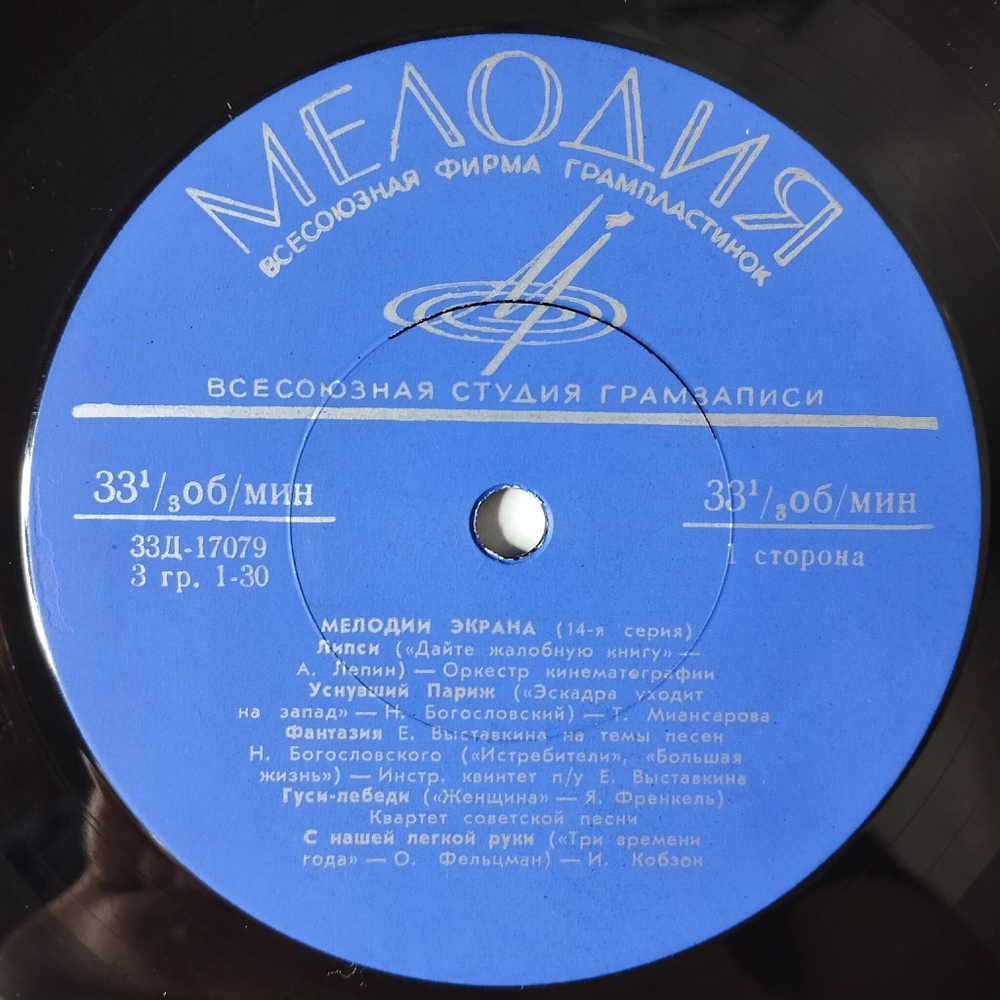 МЕЛОДИЯ
ВСЕСОЮЗНАЯ ФИРМА ГРАМПЛАСТИНОК
ВСЕСОЮЗНАЯ СТУДИЯ ГРАМЗАПИСИ
33¹/₃об/мин
33¹/₃об/мин
33Д-17079
3 гр. 1-30
1 сторона
МЕЛОДИИ ЭКРАНА (14-я серия)
Липси («Дайте жалобную книгу» —
А. Лепин) — Оркестр кинематографии
Уснувший Париж («Эскадра уходит
на запад» — Н. Богословский) — Т. Миансарова
Фантазия Е. Выставкина на темы песен
Н. Богословского («Истребители», «Большая
жизнь») — Инстр. квинтет п/у Е. Выставкина
Гуси-лебеди («Женщина» — Я. Френкель)
Квартет советской песни
С нашей легкой руки («Три времени
года» — О. Фельцман) — И. Кобзон